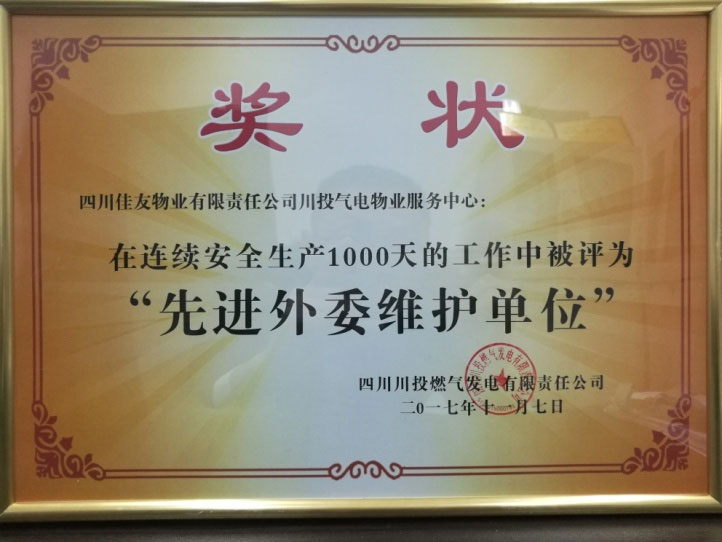 奖 状
四川佳友物业有限责任公司川投气电物业服务中心：
在连续安全生产1000天的工作中被评为
“先进外委维护单位”
四川川投燃气发电有限责任公司
二0一七年十一月七日